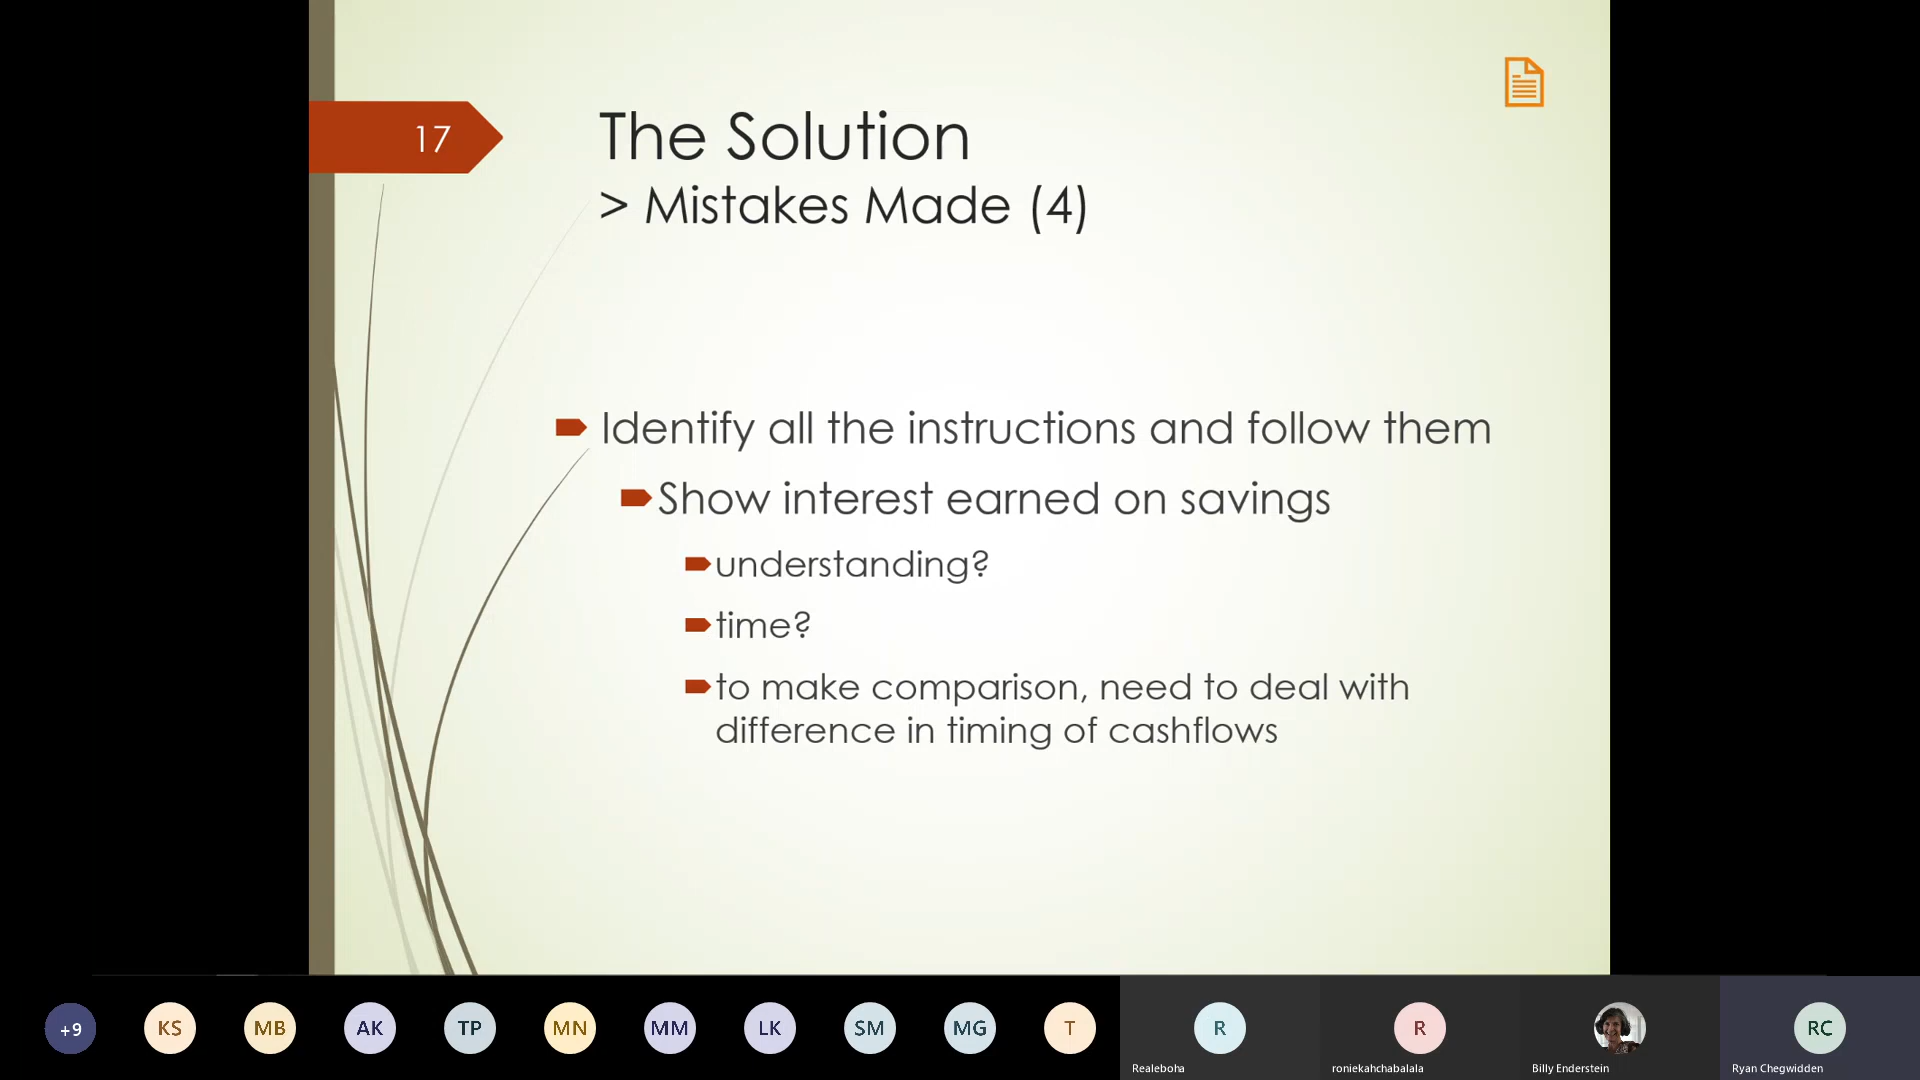 17
The Solution
> Mistakes Made (4)
Identify all the instructions and follow them
Show interest earned on savings
understanding?
time?
to make comparison, need to deal with
difference in timing of cashflows
+9
KS
MB
AK
TP
MN
MM
LK
SM
MG
T
R
R
RC
Realeboha
roniekahchabalala
Billy Enderstein
Ryan Chegwidden